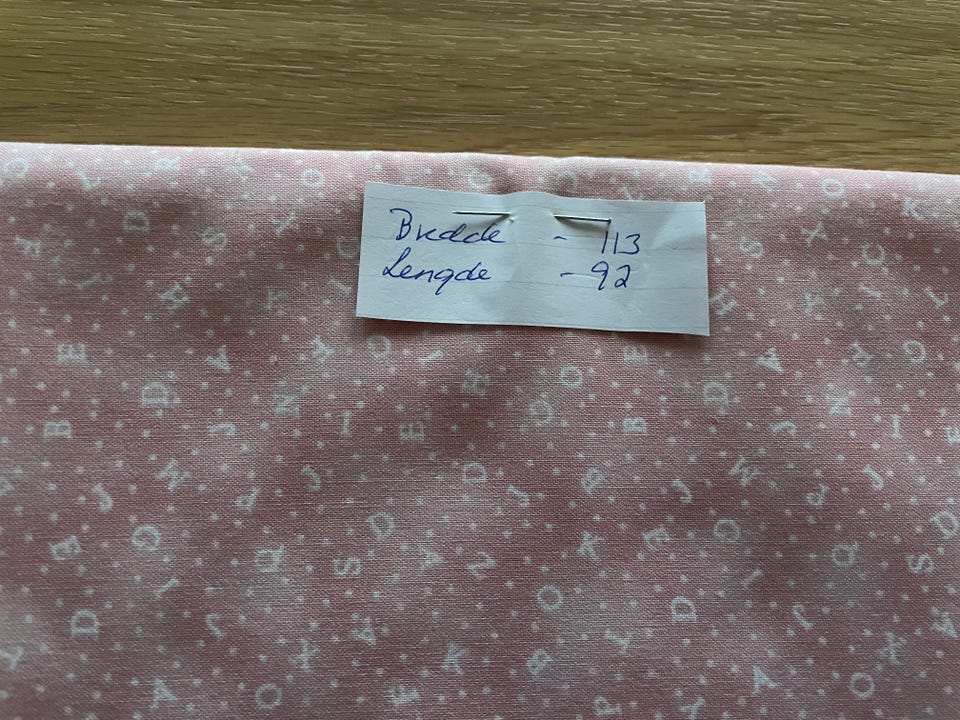 Bredde - 113
Lengde - 92